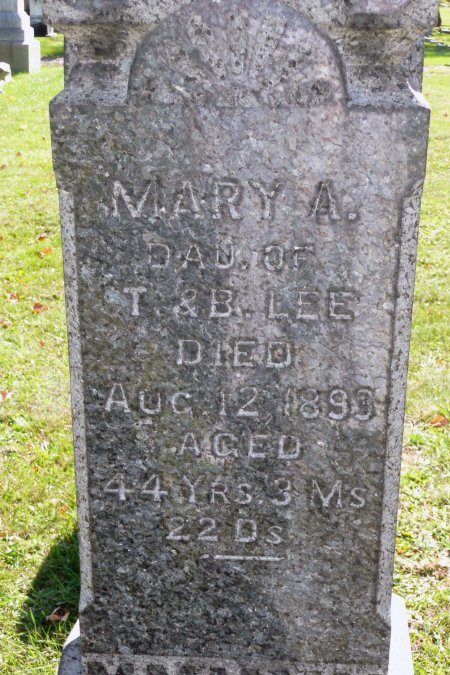 MARY A.
DAU. OF
T. & B. LEE
DIED
AUG. 12, 1893
AGED
44 YRS. 3 Ms
22 Ds